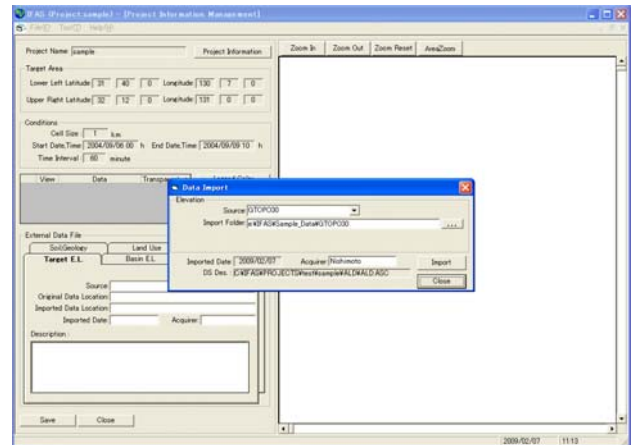 IFAS (Project:sample) - [Project Information Management]
File(F) Tool(T) Help(H)
Project Name sample Project Information
Zoom In Zoom Out Zoom Reset AreaZoom
Target Area
Lower Left Latitude 31 40 0 Longitude 130 7 0
Upper Right Latitude 32 12 0 Longitude 131 0 0
Conditions
Cell Size 1 km
Start Date,Time 2004/09/06 00 h End Date,Time 2004/09/09 10 h
Time Interval 60 minute
View Data
Data Import
Elevation
Source GTOPO30
Import Folder
...
Imported Date 2009/02/07 Acquirer Nishimoto Import
DS Des. Close
External Data File
Soil/Geology Land Use
Target E.L. Basin E.L.
Source
Original Data Location
Imported Data Location
Imported Date Acquirer
Description :
Save Close
2009/02/07 11:13